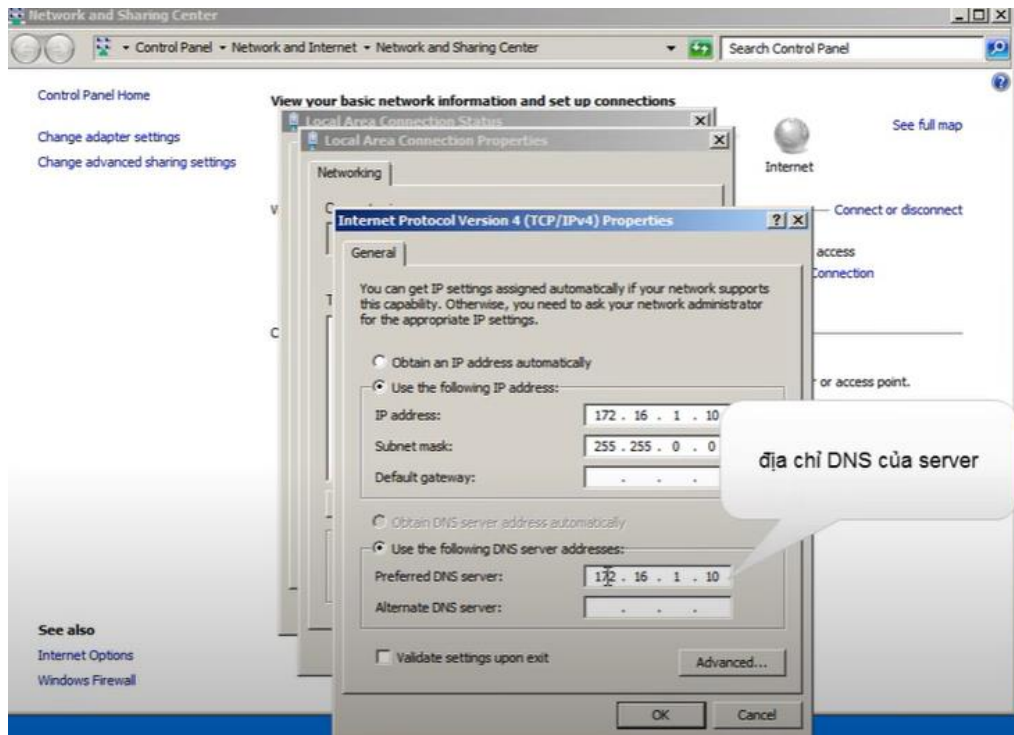 Network and Sharing Center
Control Panel Network and Internet Network and Sharing Center
Search Control Panel
Control Panel Home
Change adapter settings
Change advanced sharing settings
View your basic network information and set up connections
See full map
Internet
Connect or disconnect
access
Connection
or access point.
Local Area Connection Status
Local Area Connection Properties
Networking
Internet Protocol Version 4 (TCP/IPv4) Properties
General
You can get IP settings assigned automatically if your network supports
this capability. Otherwise, you need to ask your network administrator
for the appropriate IP settings.
Obtain an IP address automatically
Use the following IP address:
IP address: 172 . 16 . 1 . 10
Subnet mask: 255 . 255 . 0 . 0
Default gateway: . . .
địa chỉ DNS của server
Obtain DNS server address automatically
Use the following DNS server addresses:
Preferred DNS server: 172 . 16 . 1 . 10
Alternate DNS server: . . .
Validate settings upon exit
Advanced...
OK
Cancel
See also
Internet Options
Windows Firewall